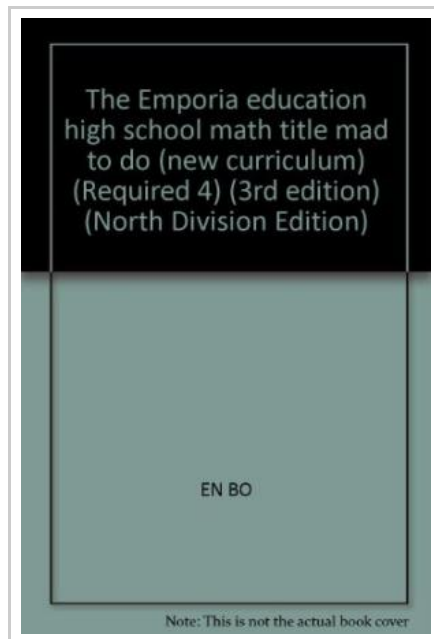 The Emporia education
high school math title mad
to do (new curriculum)
(Required 4) (3rd edition)
(North Division Edition)
EN BO
Note: This is not the actual book cover